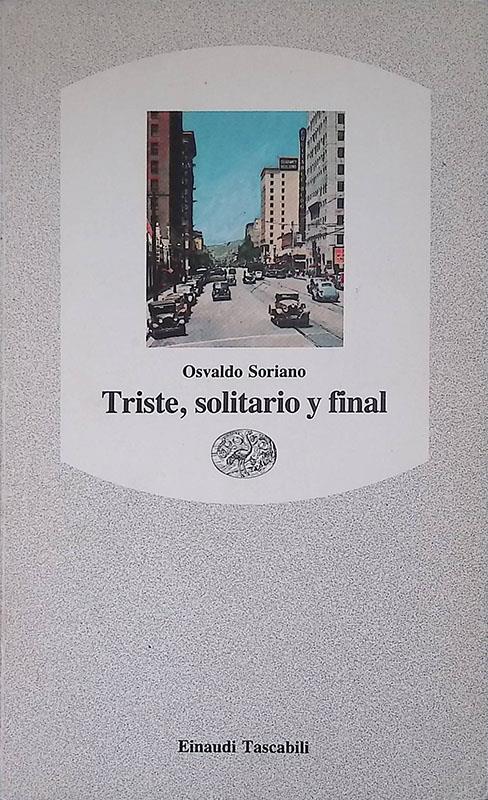 Osvaldo Soriano
Triste, solitario y final
Einaudi Tascabili